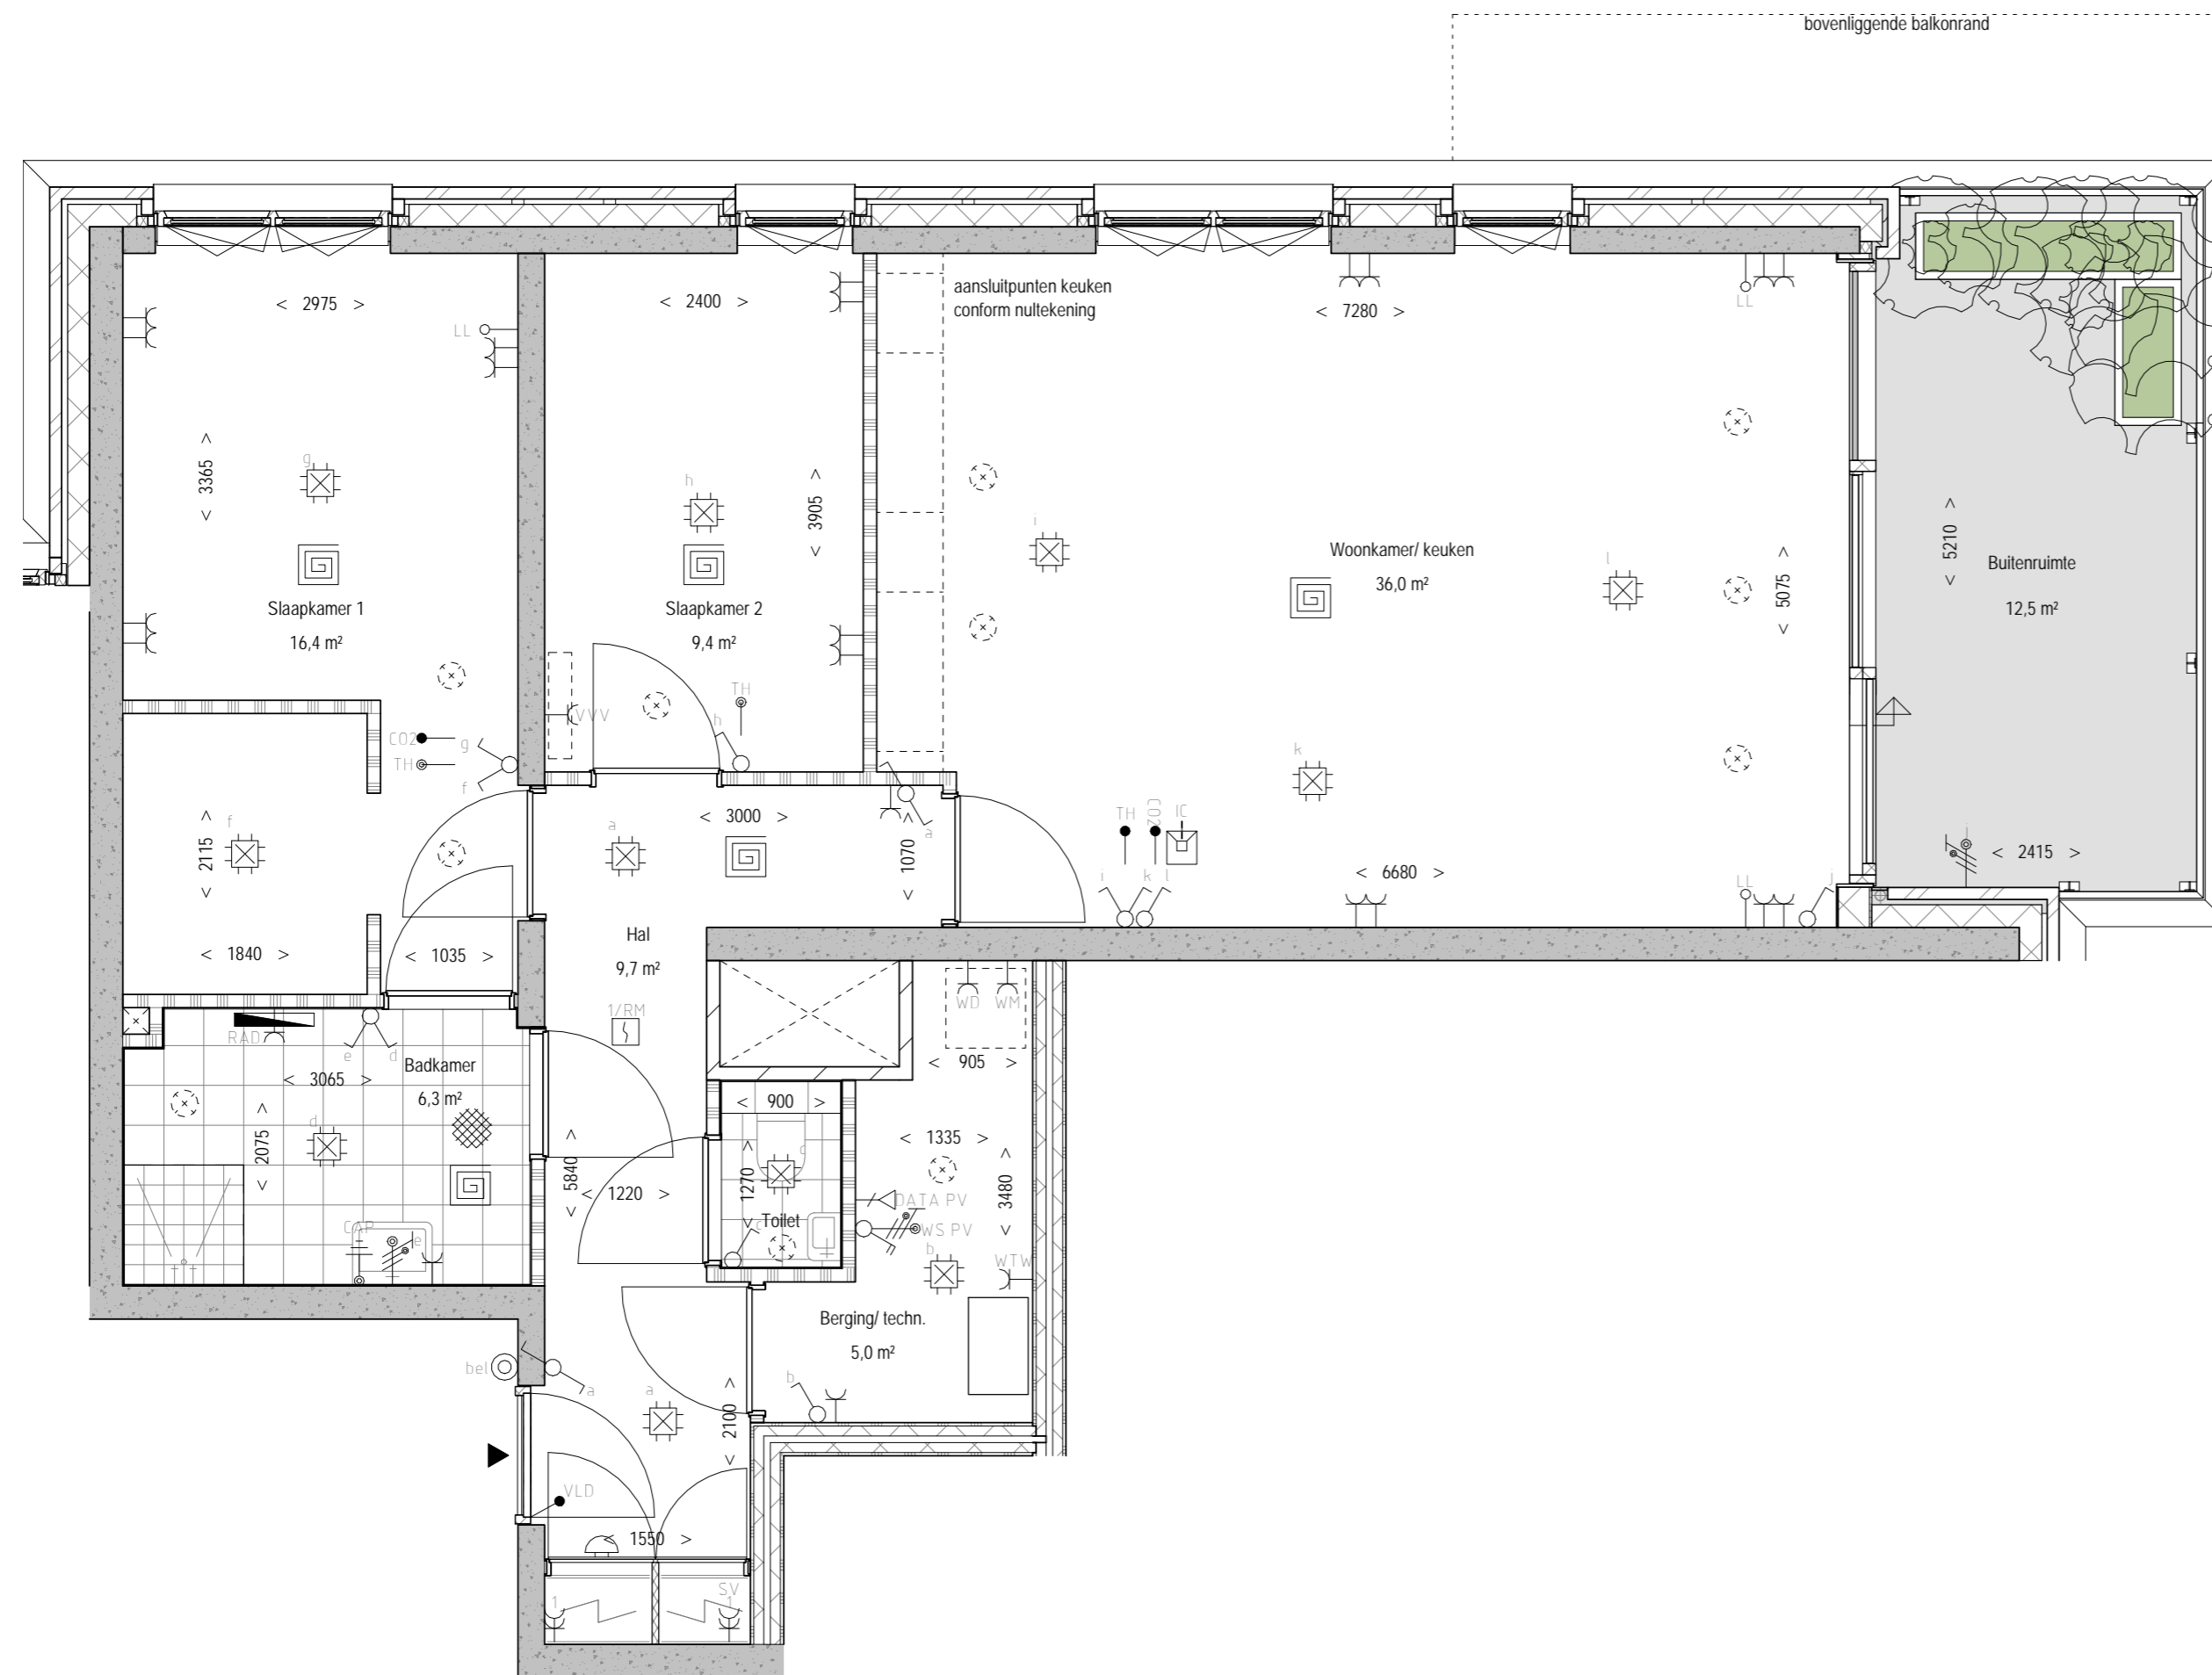 bovenliggende balkonrand
aansluitpunten keuken
conform nultekening
< 2975 >
< 2400 >
< 7280 >
LL
LL
< 3365 >
g
h
< 3905 >
i
Woonkamer/ keuken
36,0 m²
l
< 5075 >
< 5210 >
Buitenruimte
12,5 m²
Slaapkamer 1
16,4 m²
Slaapkamer 2
9,4 m²
VVV
TH
h
CO2
TH
g
f
k
f
< 2115 >
a
< 3000 >
a
< 1070 >
TH
CO2
IC
i
k
l
< 6680 >
LL
j
j
< 2415 >
< 1840 >
< 1035 >
Hal
9,7 m²
1/RM
WD
WM
< 905 >
RAD
e
d
Badkamer
6,3 m²
< 3065 >
< 2075 >
d
< 900 >
c
< 1270 >
Toilet
c
< 5840 >
< 1220 >
< 1335 >
< 3480 >
DATA PV
WS PV
b
WTW
CAP
e
Berging/ techn.
5,0 m²
bel
a
a
b
< 2100 >
VLD
< 1550 >
1
SV
1